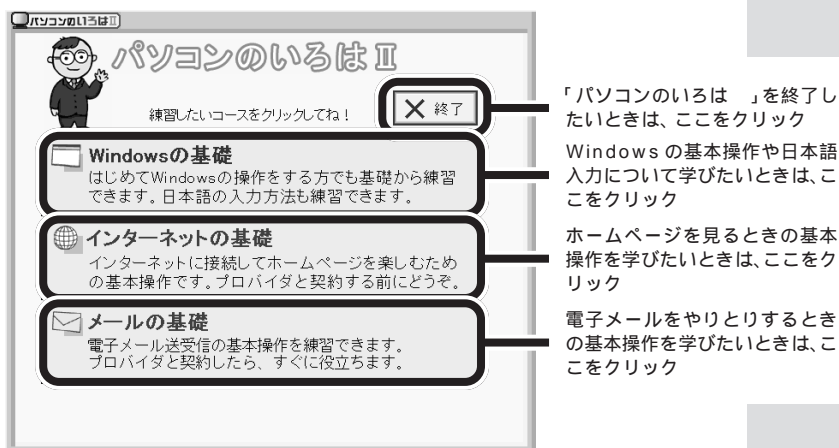 パソコンのいろはⅡ
パソコンのいろはⅡ
練習したいコースをクリックしてね！
終了
Windowsの基礎
はじめてWindowsの操作をする方でも基礎から練習
できます。日本語の入力方法も練習できます。
インターネットの基礎
インターネットに接続してホームページを楽しむため
の基本操作です。プロバイダと契約する前にどうぞ。
メールの基礎
電子メール送受信の基本操作を練習できます。
プロバイダと契約したら、すぐに役立ちます。
「パソコンのいろは　」を終了し
たいときは、ここをクリック
Windowsの基本操作や日本語
入力について学びたいときは、こ
こをクリック
ホームページを見るときの基本
操作を学びたいときは、ここをク
リック
電子メールをやりとりするとき
の基本操作を学びたいときは、こ
こをクリック